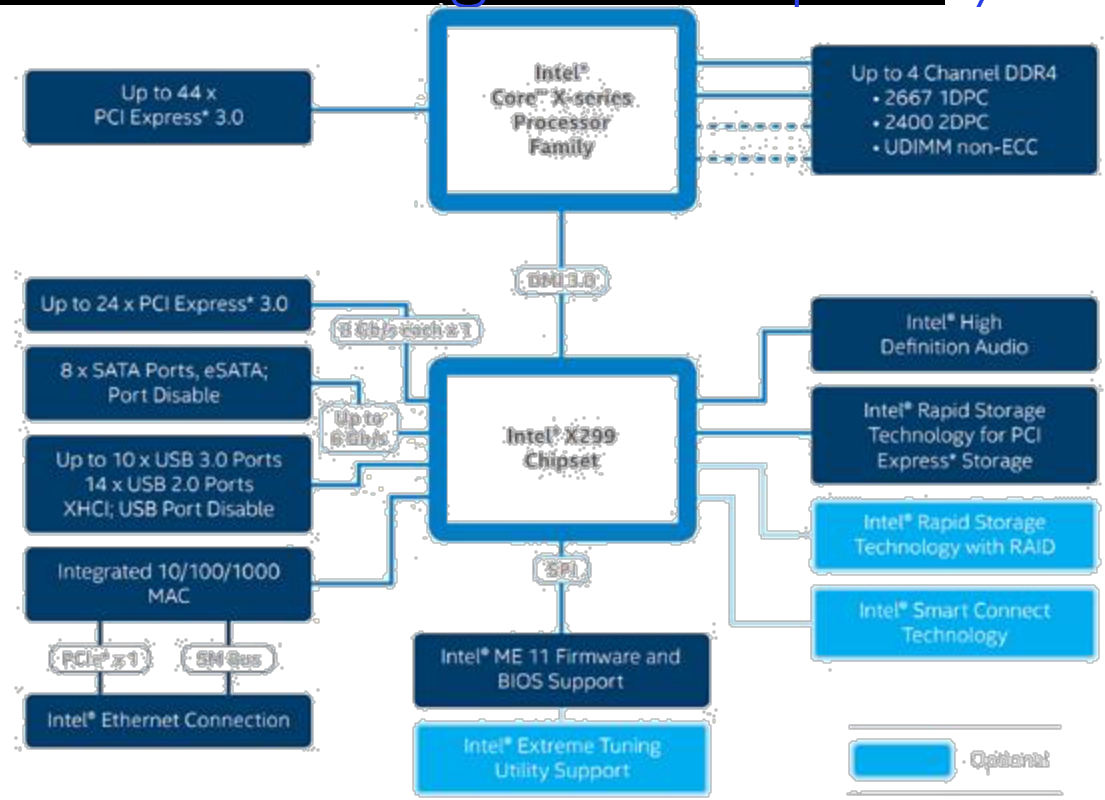 Up to 44 x
PCI Express* 3.0
Intel®
Core™ X-series
Processor
Family
Up to 4 Channel DDR4
• 2667 1DPC
• 2400 2DPC
• UDIMM non-ECC
DMI 3.0
Up to 24 x PCI Express* 3.0
8 Gb/s each x 1
8 x SATA Ports, eSATA;
Port Disable
Up to
6 Gb/s
Up to 10 x USB 3.0 Ports
14 x USB 2.0 Ports
XHCI; USB Port Disable
Integrated 10/100/1000
MAC
PCIe* x 1
SM Bus
Intel® Ethernet Connection
Intel® X299
Chipset
SPI
Intel® ME 11 Firmware and
BIOS Support
Intel® Extreme Tuning
Utility Support
Intel® High
Definition Audio
Intel® Rapid Storage
Technology for PCI
Express* Storage
Intel® Rapid Storage
Technology with RAID
Intel® Smart Connect
Technology
Optional